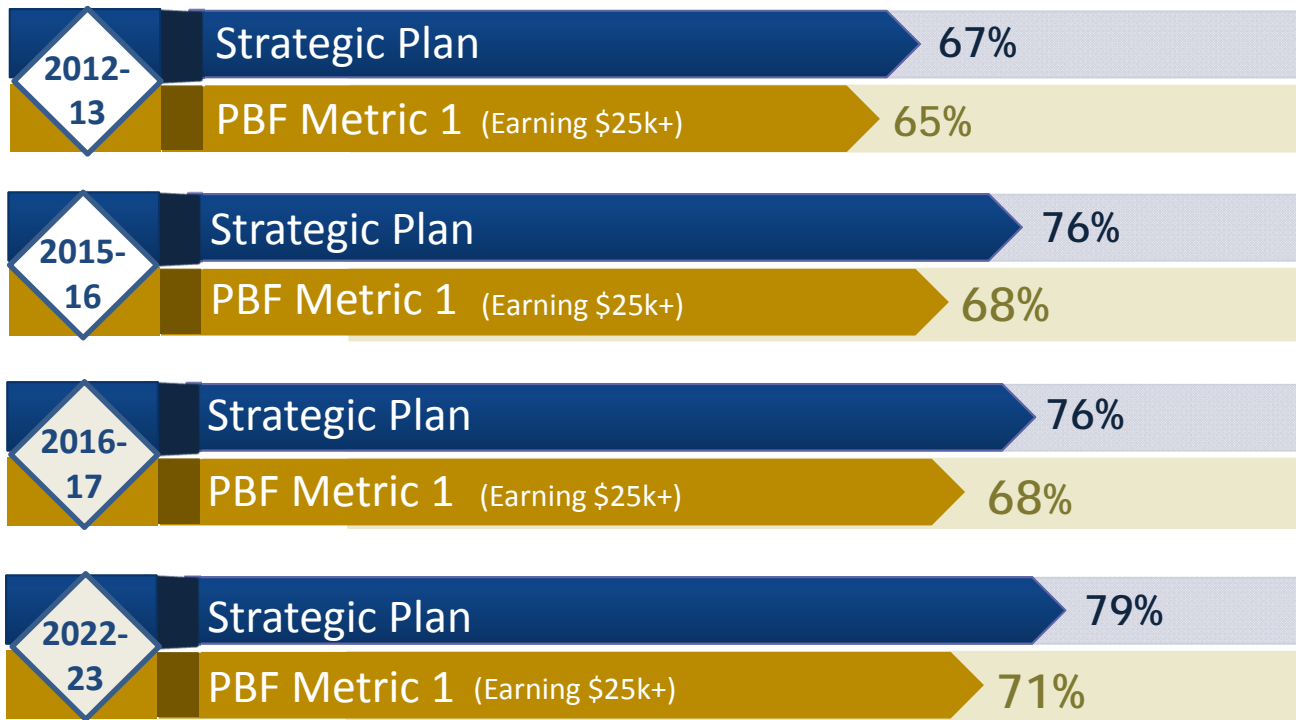 2012-
13
Strategic Plan 67%
PBF Metric 1 (Earning $25k+) 65%
2015-
16
Strategic Plan 76%
PBF Metric 1 (Earning $25k+) 68%
2016-
17
Strategic Plan 76%
PBF Metric 1 (Earning $25k+) 68%
2022-
23
Strategic Plan 79%
PBF Metric 1 (Earning $25k+) 71%